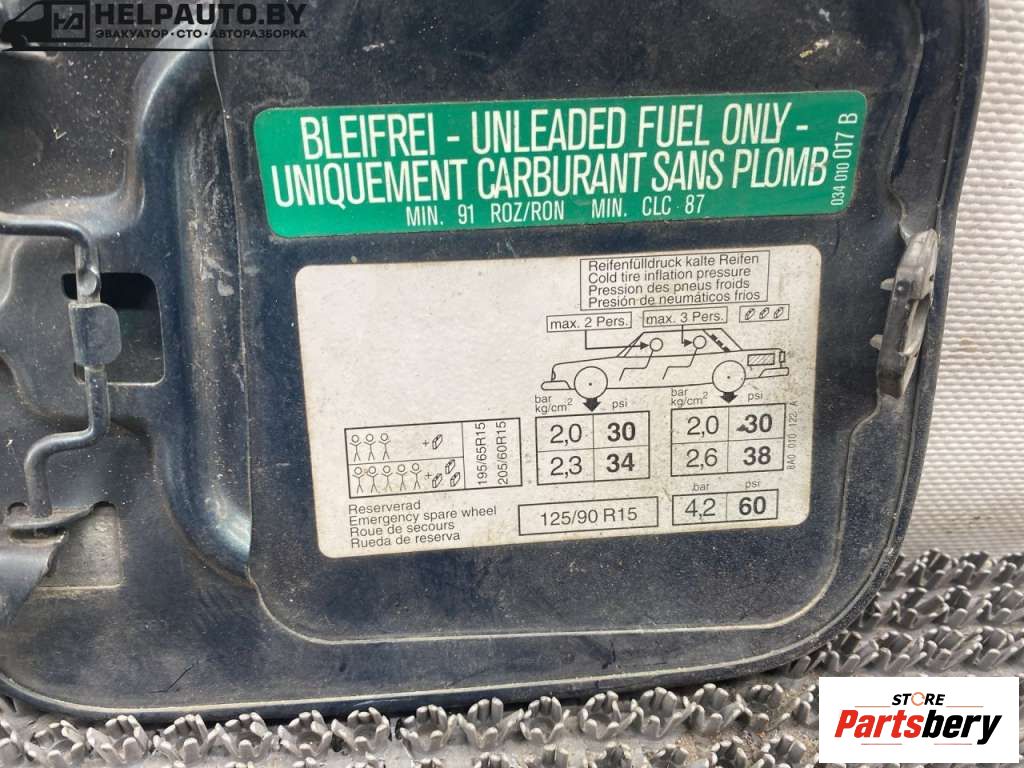 HELPAUTO.BY
ЭВАКУАТОР · СТО · АВТОРАЗБОРКА
BLEIFREI - UNLEADED FUEL ONLY -
UNIQUEMENT CARBURANT SANS PLOMB
MIN. 91 ROZ/RON MIN. CLC 87
034 010 017 B
Reifenfülldruck kalte Reifen
Cold tire inflation pressure
Pression des pneus froids
Presión de neumáticos frios
max. 2 Pers. max. 3 Pers.
bar kg/cm² psi bar kg/cm² psi
195/65R15
205/60R15
+ 2,0 30 2,0 30
+ 2,3 34 2,6 38
8A0 010 122 A
Reserverad
Emergency spare wheel
Roue de secours
Rueda de reserva
125/90 R15
bar psi
4,2 60
STORE
Partsbery